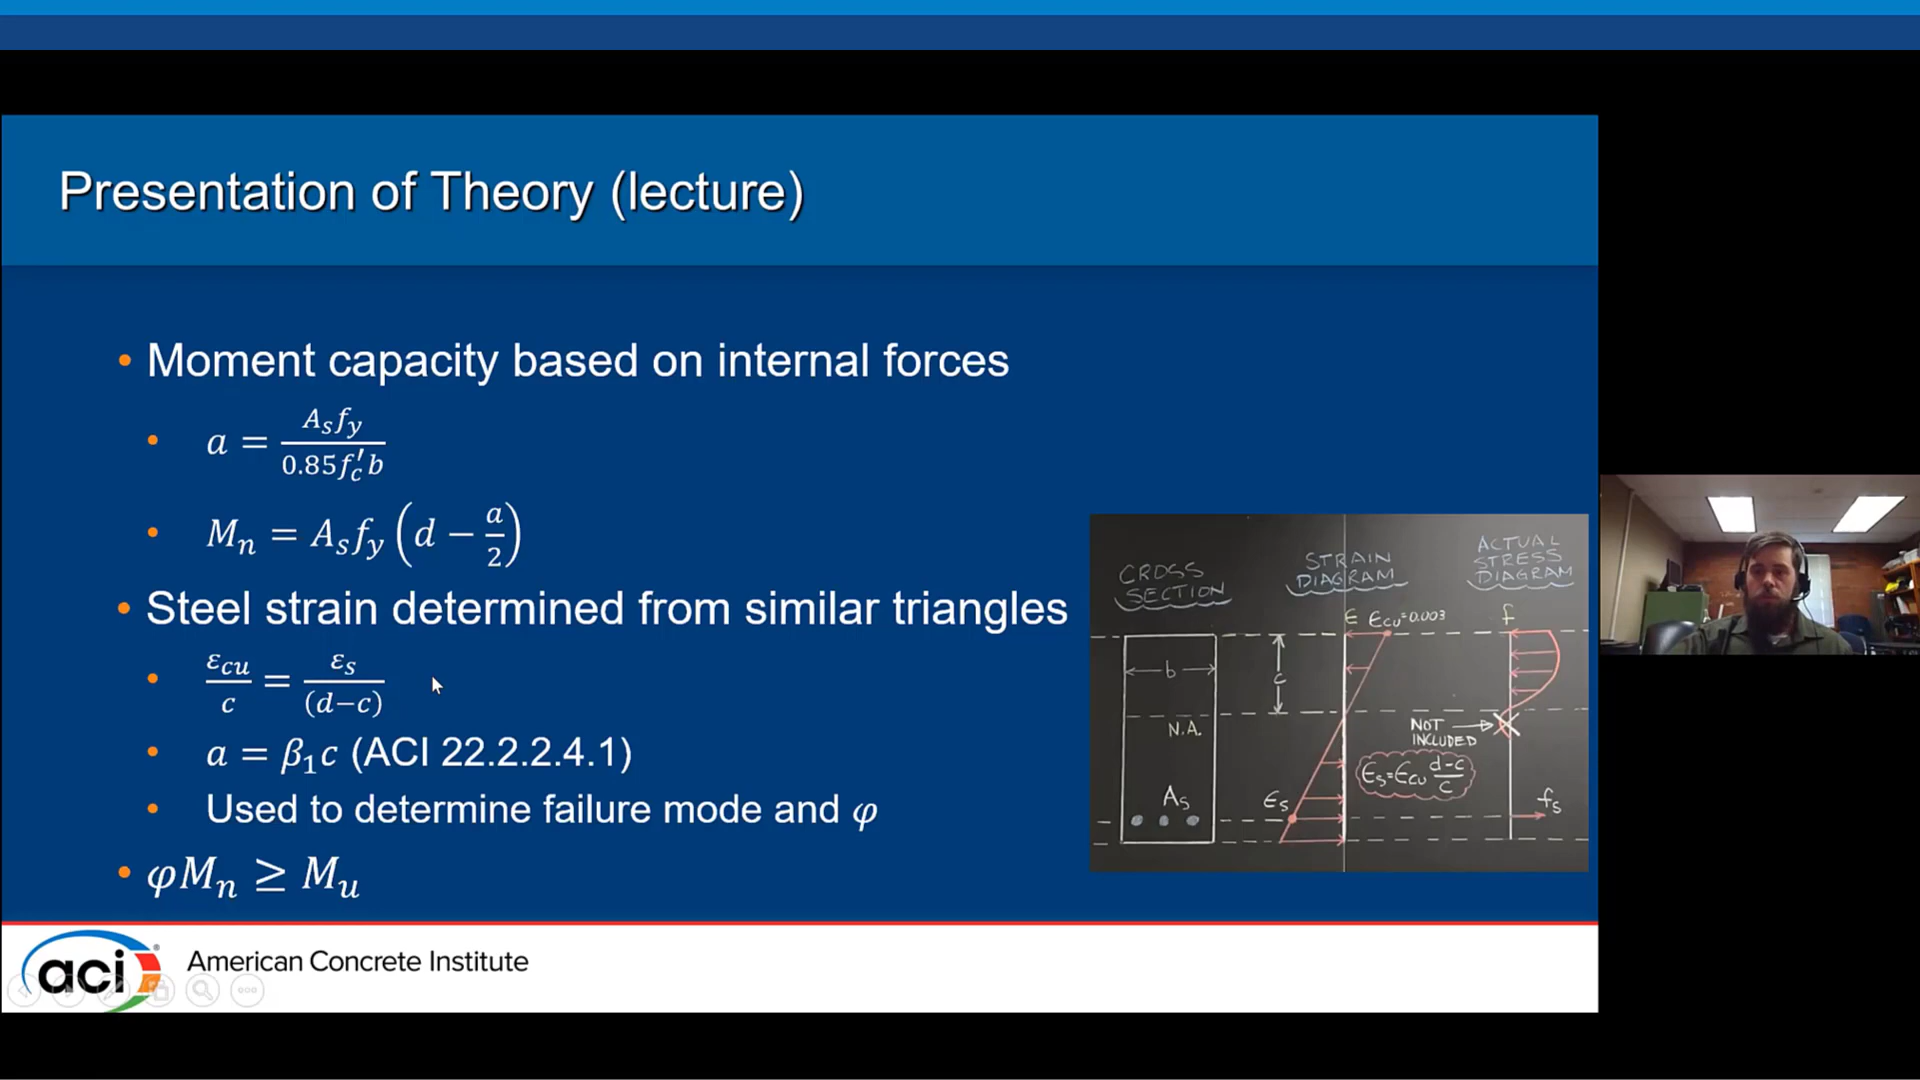 Presentation of Theory (lecture)
• Moment capacity based on internal forces
• a = A_s f_y / 0.85f_c′b
• M_n = A_s f_y (d − a/2)
• Steel strain determined from similar triangles
• ε_cu / c = ε_s / (d−c)
• a = β_1c (ACI 22.2.2.4.1)
• Used to determine failure mode and φ
• φM_n ≥ M_u
CROSS
SECTION
b
N.A.
A_s
STRAIN
DIAGRAM
ε ε_cu=0.003
c
ε_s
ε_s=ε_cu d-c/c
ACTUAL
STRESS
DIAGRAM
f
NOT
INCLUDED
f_s
aci®
American Concrete Institute